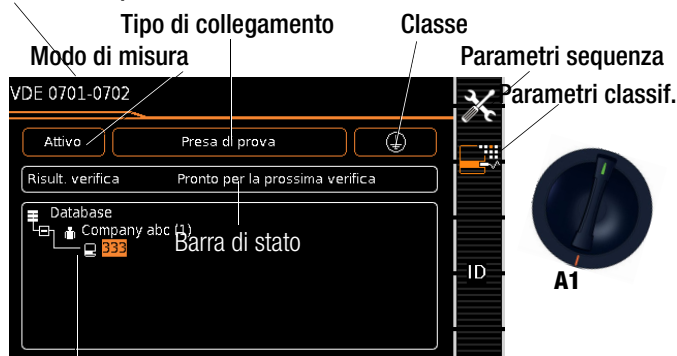 Tipo di collegamento
Classe
Modo di misura
Parametri sequenza
VDE 0701-0702
Parametri classif.
Attivo
Presa di prova
Risult. verifica
Pronto per la prossima verifica
Database
Company abc (1)
Barra di stato
333
ID
A1